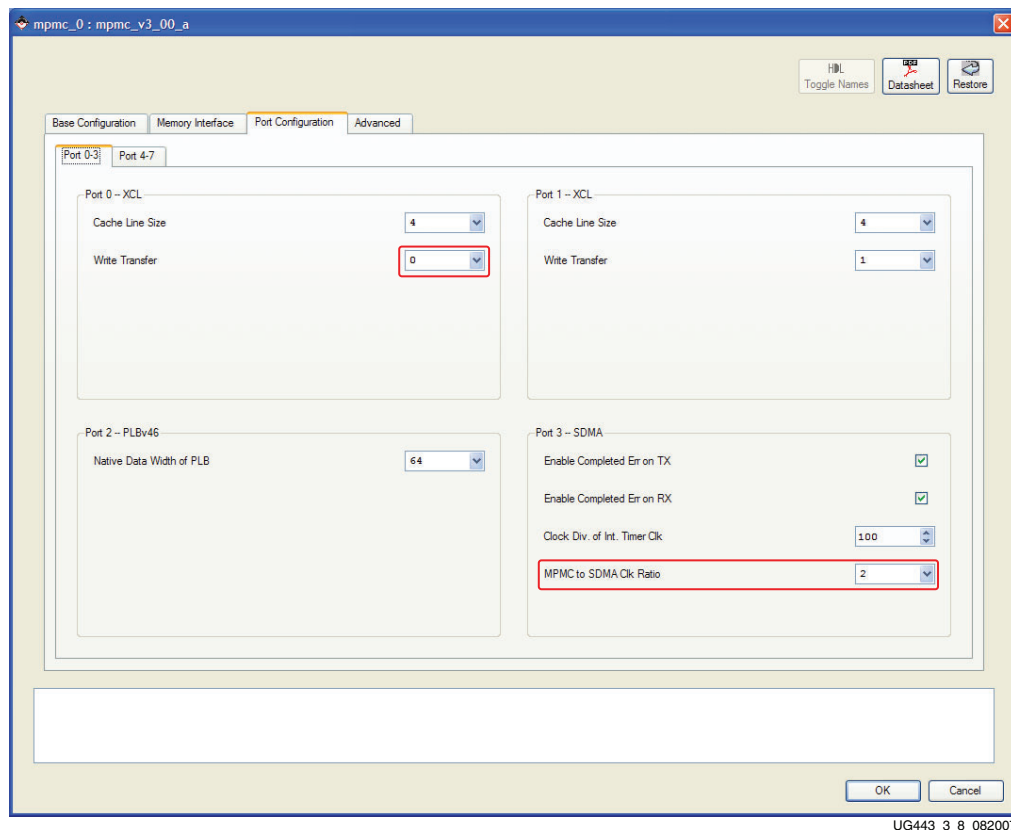 mpmc_0 : mpmc_v3_00_a
HDL
Toggle Names
PDF
Datasheet
Restore
Base Configuration Memory Interface Port Configuration Advanced
Port 0-3 Port 4-7
Port 0 -- XCL
Cache Line Size 4
Write Transfer 0
Port 1 -- XCL
Cache Line Size 4
Write Transfer 1
Port 2 -- PLBv46
Native Data Width of PLB 64
Port 3 -- SDMA
Enable Completed Err on TX
Enable Completed Err on RX
Clock Div. of Int. Timer Clk 100
MPMC to SDMA Clk Ratio 2
OK Cancel
UG443_3_8_082007